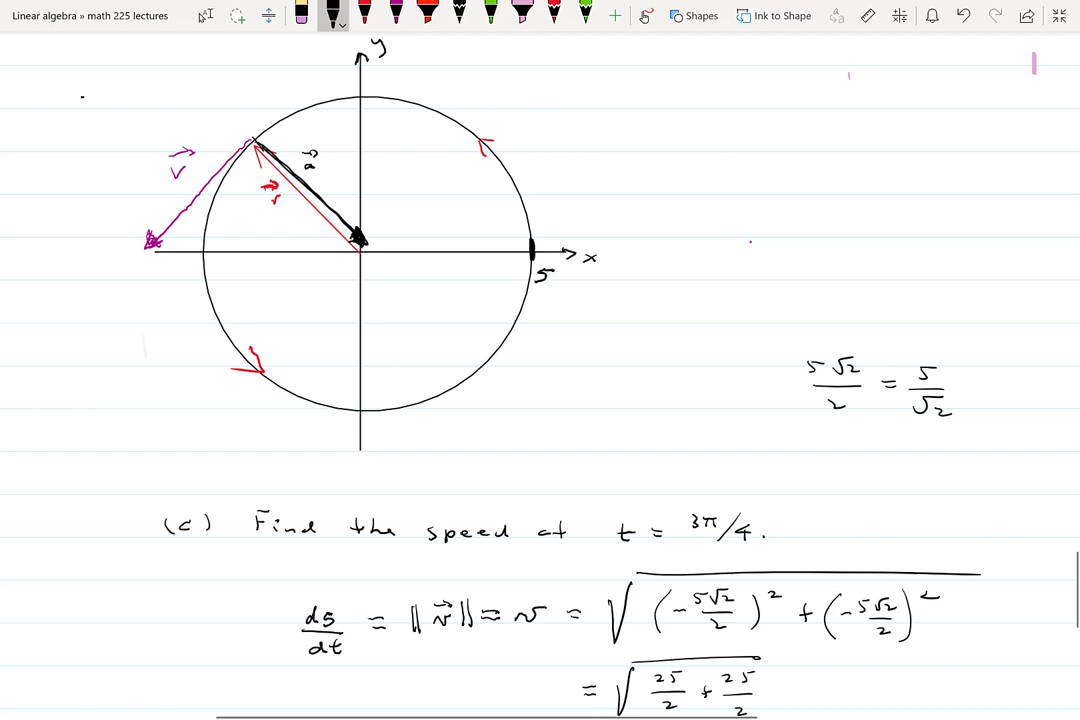 Linear algebra » math 225 lectures
Shapes
Ink to Shape
y
v⃗
a⃗
r⃗
x
5
5√2/2 = 5/√2
(c) Find the speed at t = 3π/4.
ds/dt = ‖v⃗‖ = v = √((-5√2/2)² + (-5√2/2)²)
= √(25/2 + 25/2)